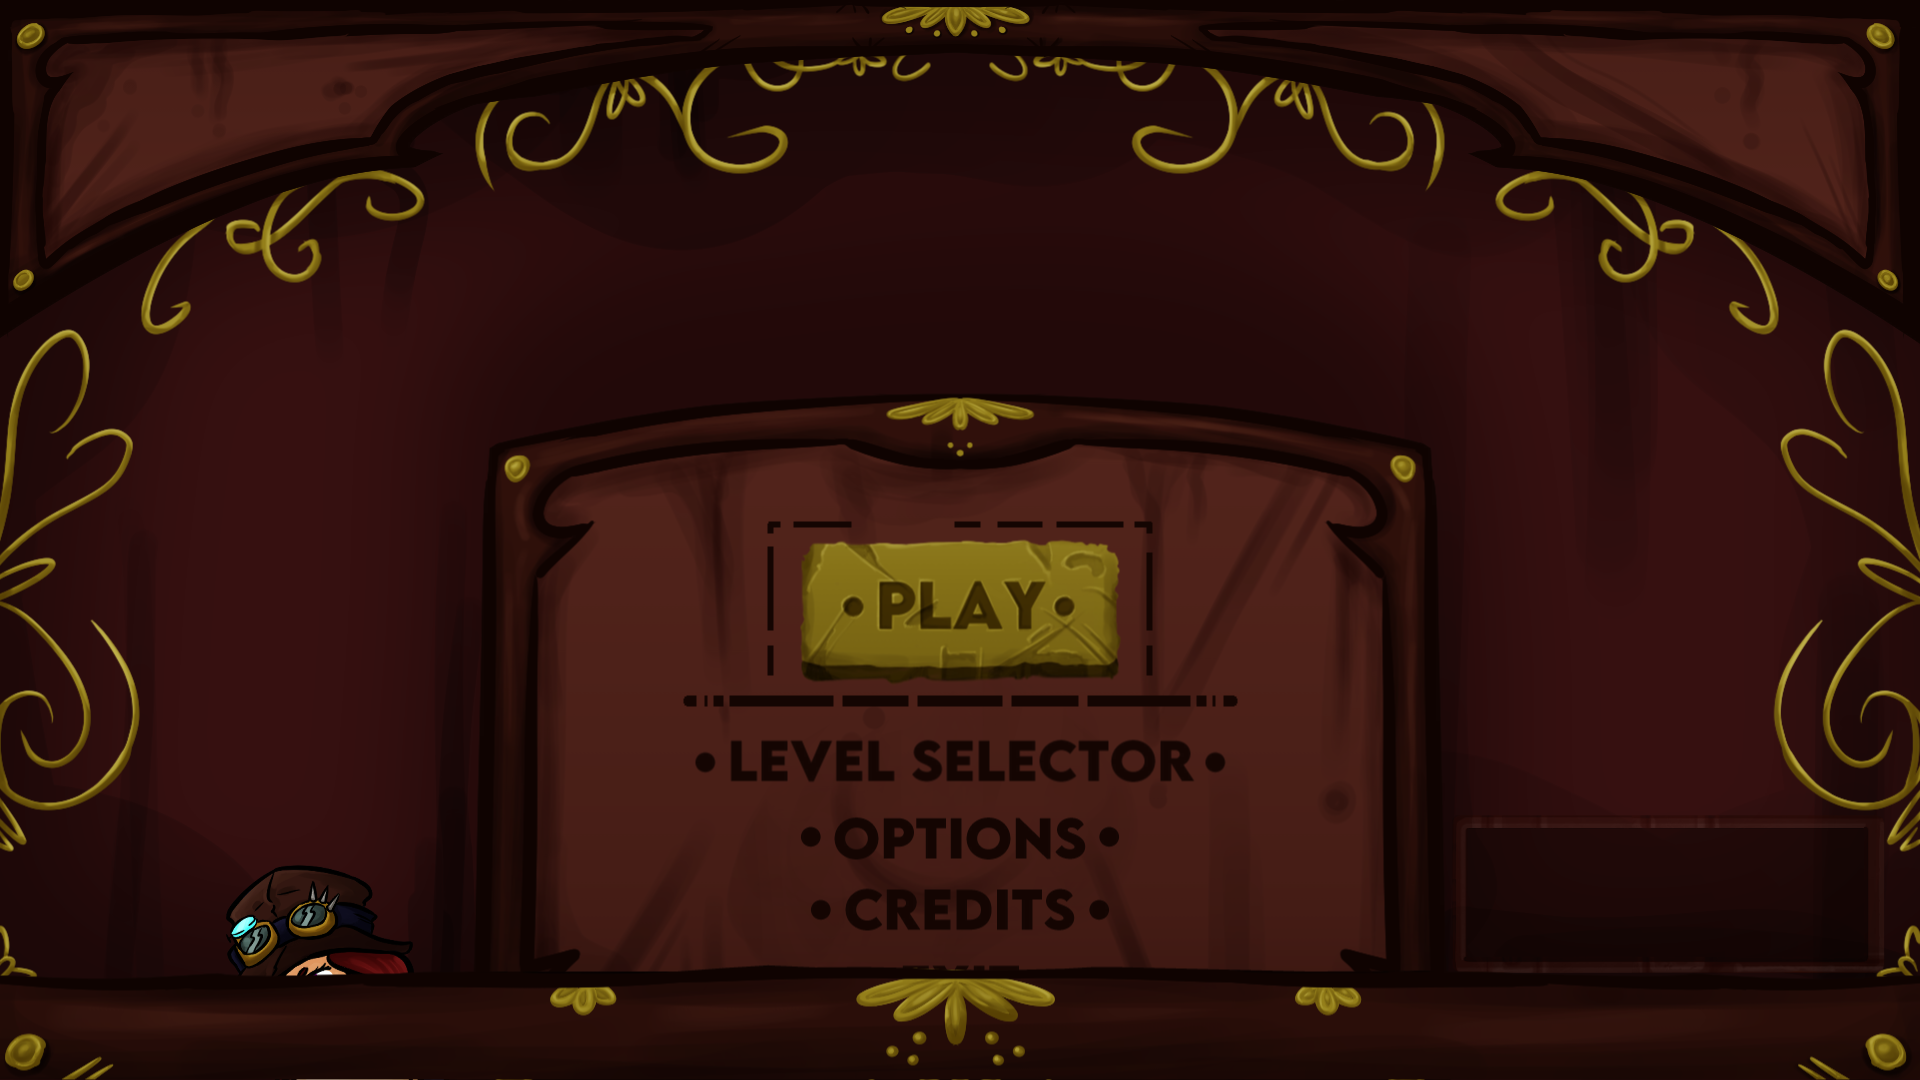 • PLAY •
• LEVEL SELECTOR •
• OPTIONS •
• CREDITS •